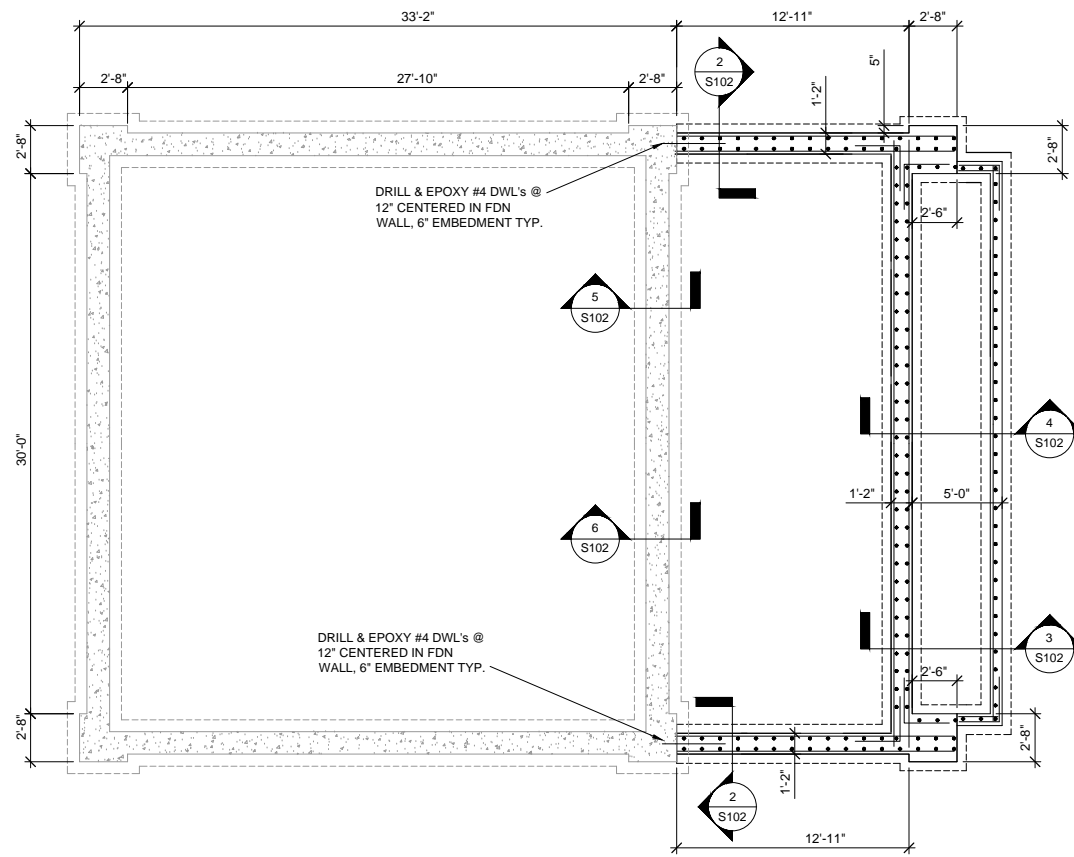 33'-2"
12'-11"
2'-8"
2'-8"
27'-10"
2'-8"
2
S102
5"
1'-2"
2'-8"
2'-8"
DRILL & EPOXY #4 DWL's @
12" CENTERED IN FDN
WALL, 6" EMBEDMENT TYP.
2'-6"
5
S102
4
S102
30'-0"
1'-2"
5'-0"
6
S102
DRILL & EPOXY #4 DWL's @
12" CENTERED IN FDN
WALL, 6" EMBEDMENT TYP.
3
S102
2'-6"
2'-8"
2'-8"
1'-2"
2
S102
12'-11"